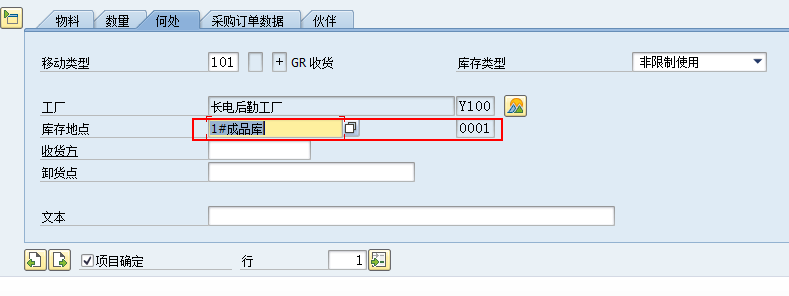 物料 数量 何处 采购订单数据 伙伴
移动类型 101 + GR 收货 库存类型 非限制使用
工厂 长电后勤工厂 Y100
库存地点 1#成品库 0001
收货方
卸货点
文本
项目确定 行 1